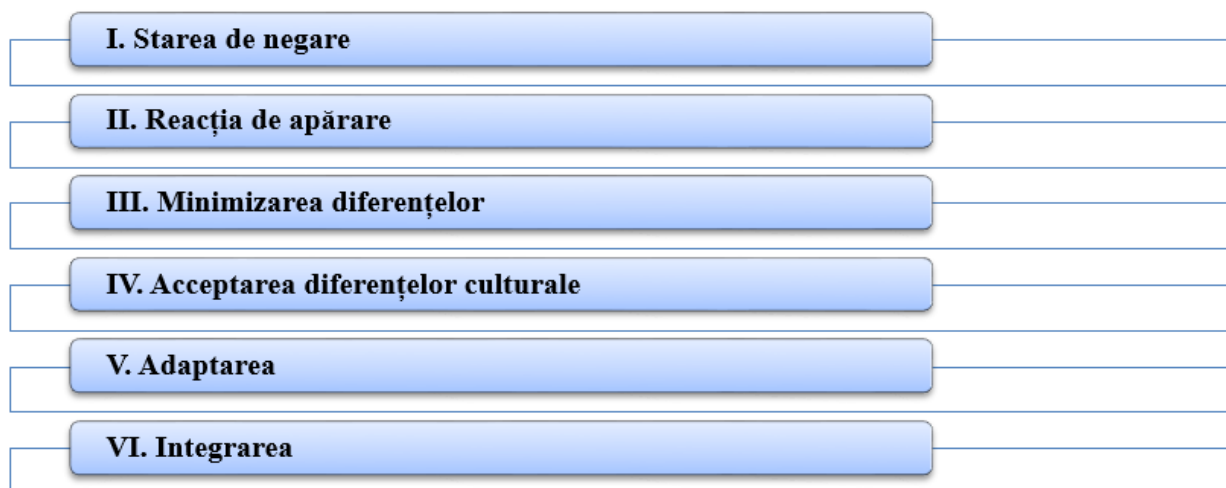 I. Starea de negare
II. Reacția de apărare
III. Minimizarea diferențelor
IV. Acceptarea diferențelor culturale
V. Adaptarea
VI. Integrarea